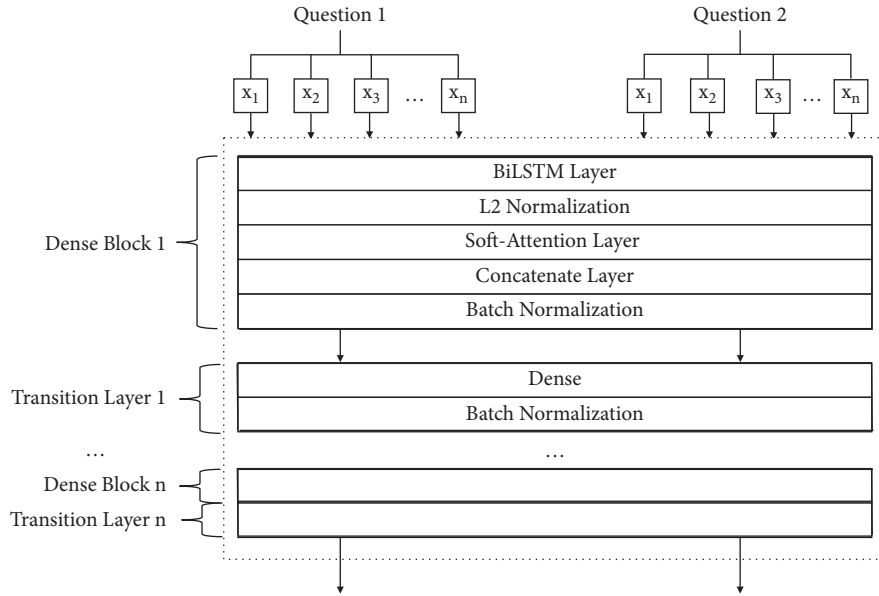 Question 1
Question 2
x1 x2 x3 ... xn
x1 x2 x3 ... xn
Dense Block 1
BiLSTM Layer
L2 Normalization
Soft-Attention Layer
Concatenate Layer
Batch Normalization
Transition Layer 1
Dense
Batch Normalization
...
...
Dense Block n
Transition Layer n